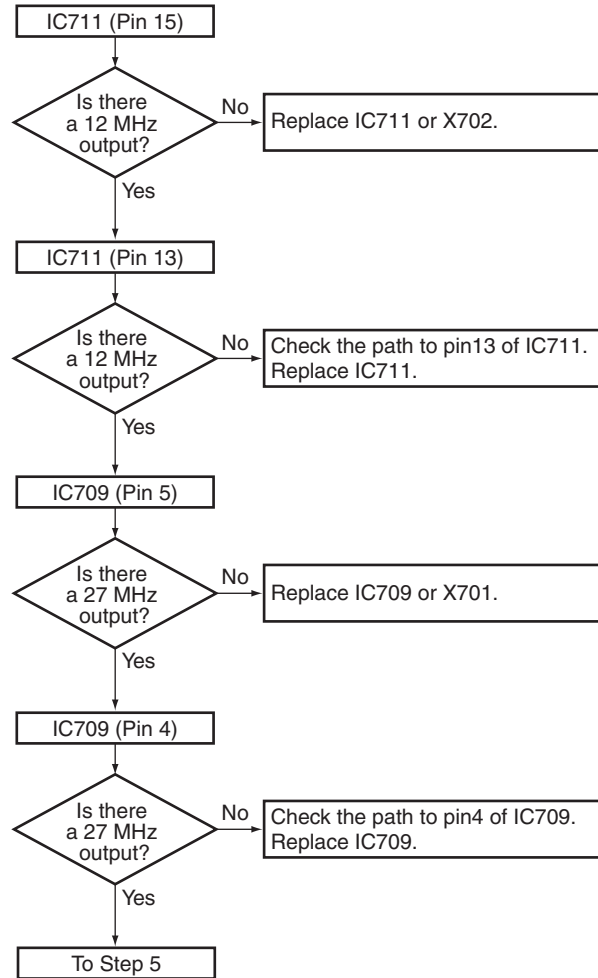 IC711 (Pin 15)
Is there
a 12 MHz
output?
No
Replace IC711 or X702.
Yes
IC711 (Pin 13)
Is there
a 12 MHz
output?
No
Check the path to pin13 of IC711.
Replace IC711.
Yes
IC709 (Pin 5)
Is there
a 27 MHz
output?
No
Replace IC709 or X701.
Yes
IC709 (Pin 4)
Is there
a 27 MHz
output?
No
Check the path to pin4 of IC709.
Replace IC709.
Yes
To Step 5